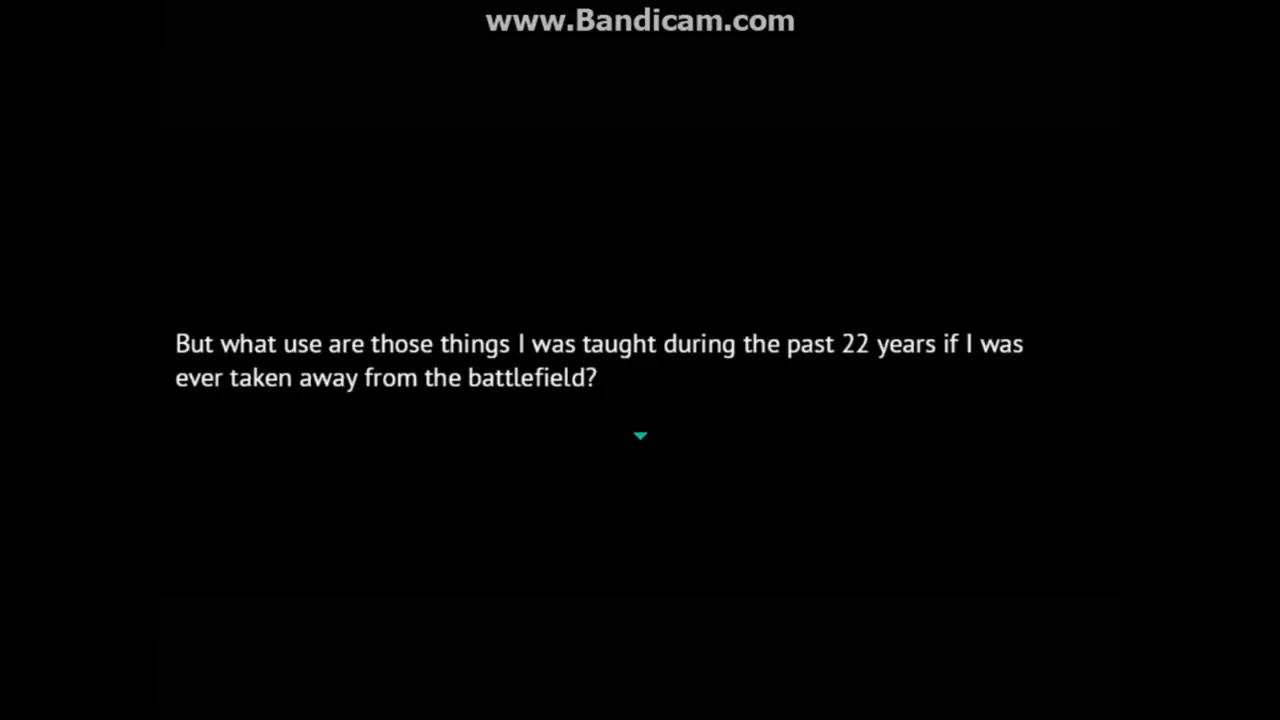 www.Bandicam.com
But what use are those things I was taught during the past 22 years if I was
ever taken away from the battlefield?